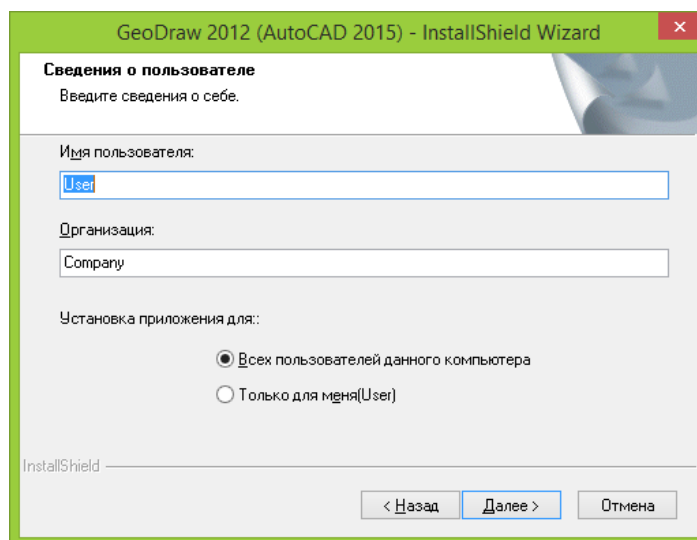 GeoDraw 2012 (AutoCAD 2015) - InstallShield Wizard
Сведения о пользователе
Введите сведения о себе.
Имя пользователя:
User
Организация:
Company
Установка приложения для::
Всех пользователей данного компьютера
Только для меня(User)
InstallShield
< Назад Далее > Отмена